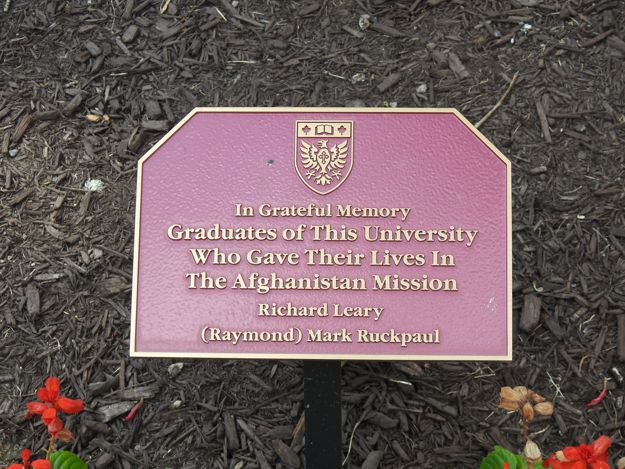 In Grateful Memory
Graduates of This University
Who Gave Their Lives In
The Afghanistan Mission
Richard Leary
(Raymond) Mark Ruckpaul